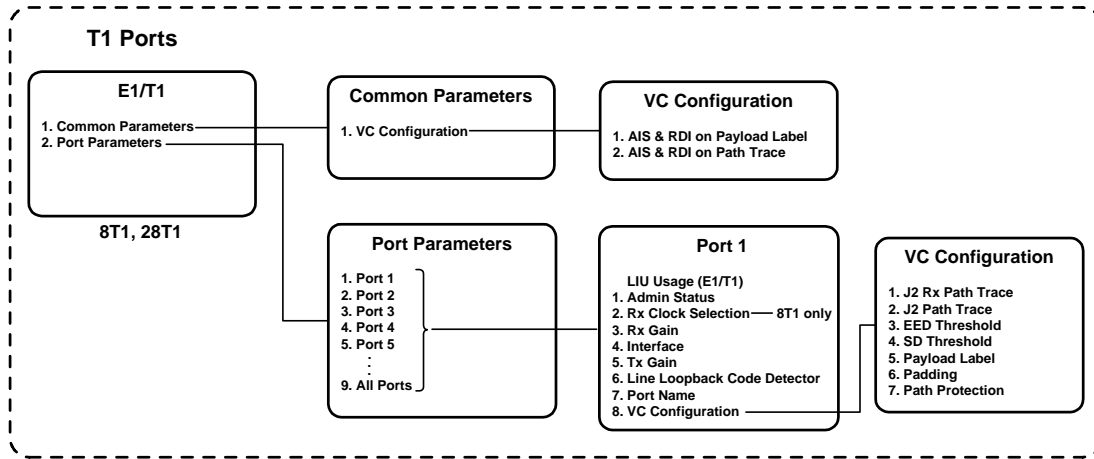 T1 Ports
E1/T1
1. Common Parameters
2. Port Parameters
8T1, 28T1
Common Parameters
1. VC Configuration
VC Configuration
1. AIS & RDI on Payload Label
2. AIS & RDI on Path Trace
Port Parameters
1. Port 1
2. Port 2
3. Port 3
4. Port 4
5. Port 5
9. All Ports
Port 1
LIU Usage (E1/T1)
1. Admin Status
2. Rx Clock Selection
8T1 only
3. Rx Gain
4. Interface
5. Tx Gain
6. Line Loopback Code Detector
7. Port Name
8. VC Configuration
VC Configuration
1. J2 Rx Path Trace
2. J2 Path Trace
3. EED Threshold
4. SD Threshold
5. Payload Label
6. Padding
7. Path Protection